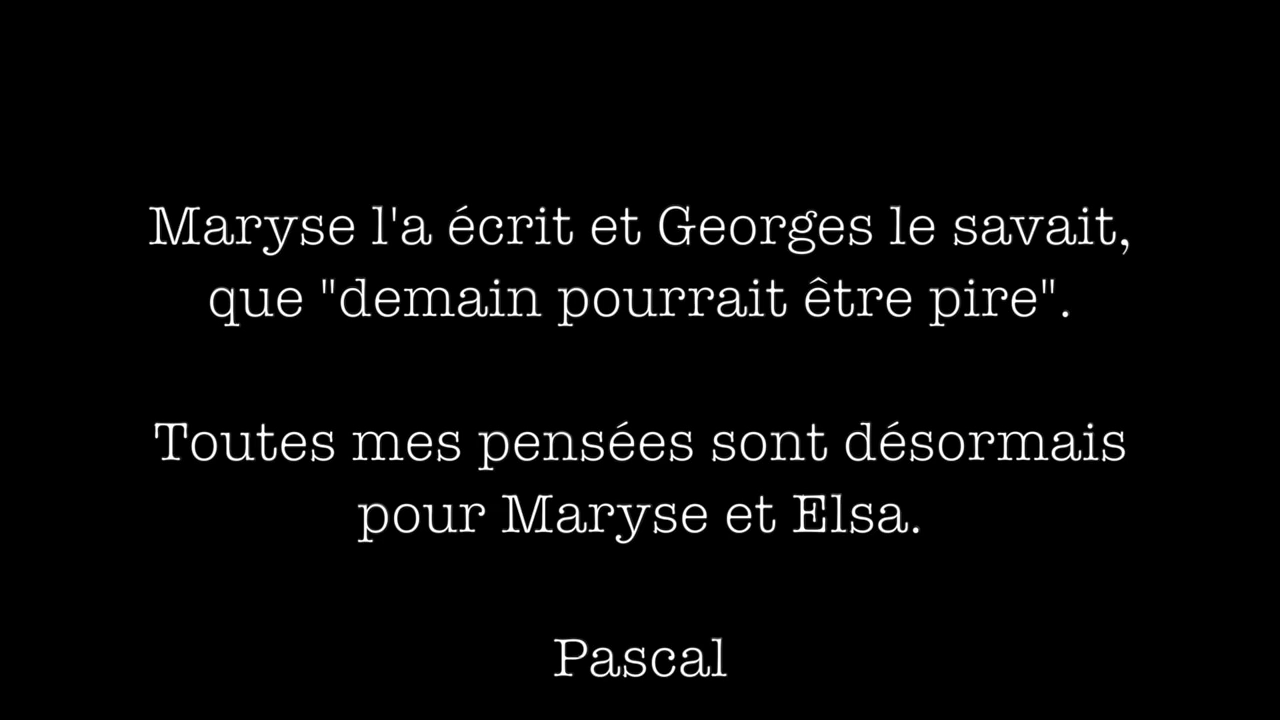 Maryse l'a écrit et Georges le savait,
que "demain pourrait être pire".
Toutes mes pensées sont désormais
pour Maryse et Elsa.
Pascal